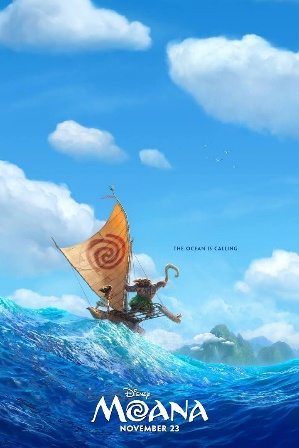 THE OCEAN IS CALLING
Disney
MOANA
NOVEMBER 23